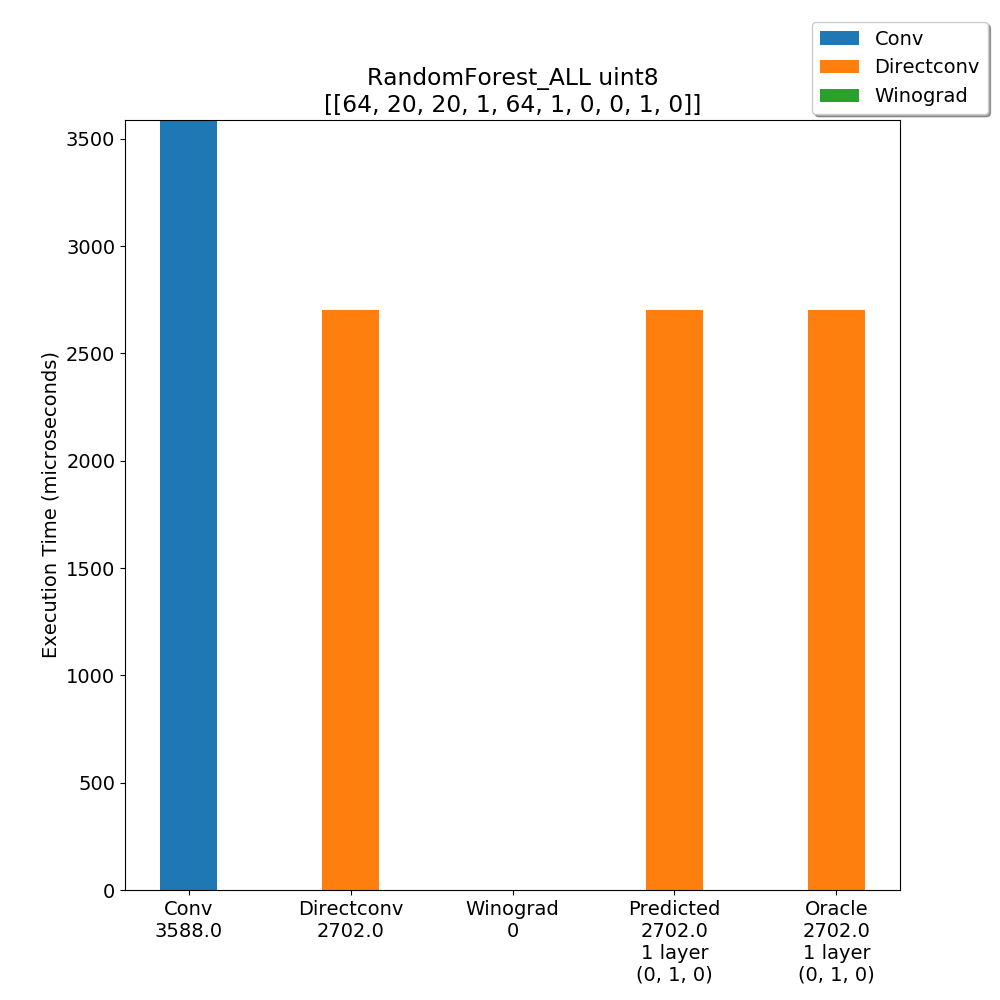 Conv
Directconv
Winograd
RandomForest_ALL uint8
[[64, 20, 20, 1, 64, 1, 0, 0, 1, 0]]
Execution Time (microseconds)
3500
3000
2500
2000
1500
1000
500
0
Conv
3588.0
Directconv
2702.0
Winograd
0
Predicted
2702.0
1 layer
(0, 1, 0)
Oracle
2702.0
1 layer
(0, 1, 0)